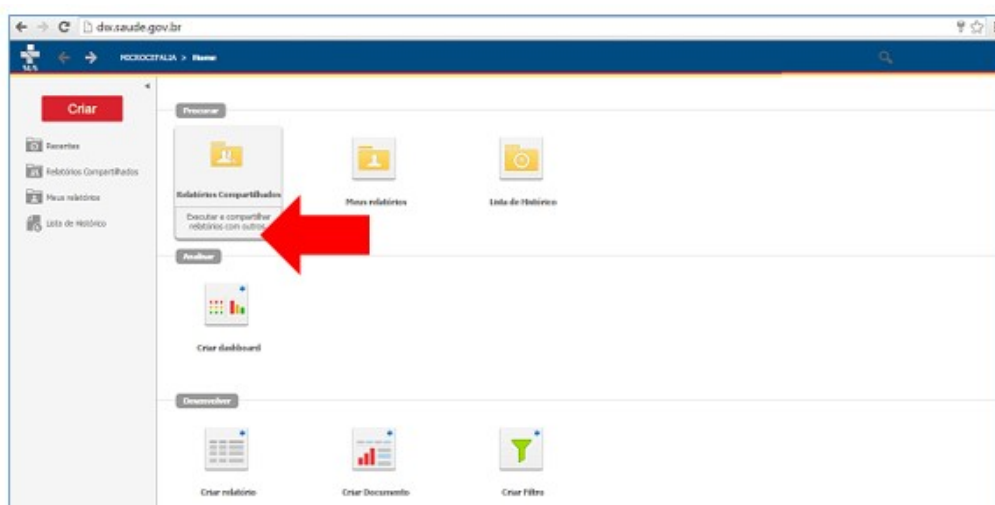 dw.saude.gov.br
SUS
MICROCEFALIA > Home
Criar
Recentes
Relatórios Compartilhados
Meus relatórios
Lista de Histórico
Procurar
Relatórios Compartilhados
Executar e compartilhar
relatórios com outros.
Meus relatórios
Lista de Histórico
Analisar
Criar dashboard
Desenvolver
Criar relatório
Criar Documento
Criar Filtro